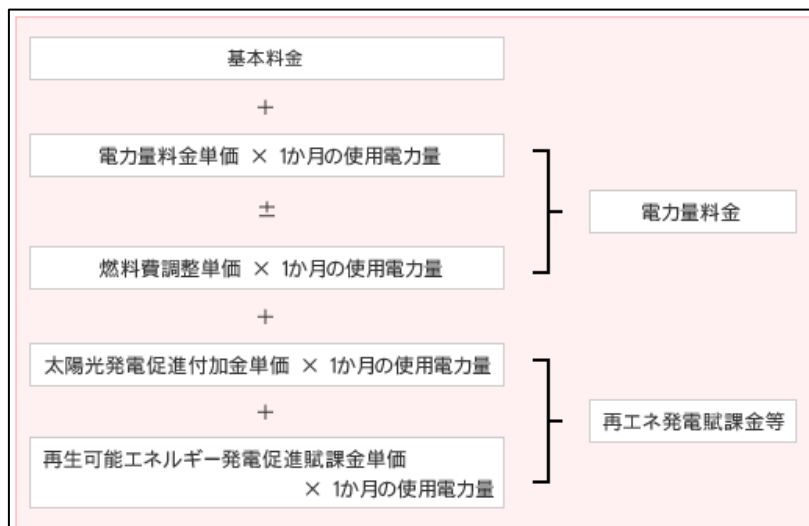 基本料金
+
電力量料金単価 × 1か月の使用電力量
±
電力量料金
燃料費調整単価 × 1か月の使用電力量
+
太陽光発電促進付加金単価 × 1か月の使用電力量
+
再エネ発電賦課金等
再生可能エネルギー発電促進賦課金単価
× 1か月の使用電力量